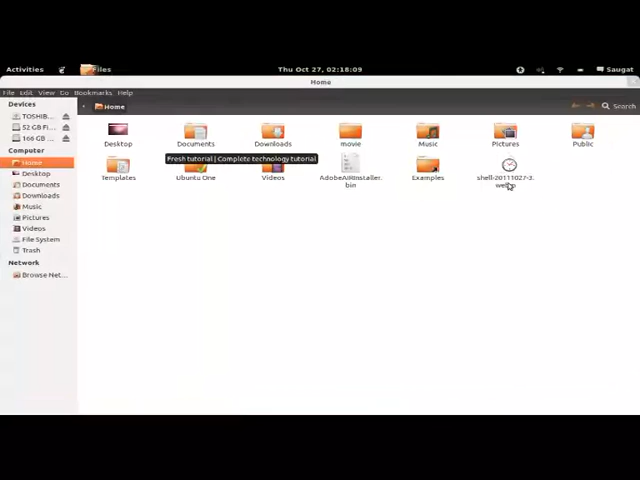 Activities Files Thu Oct 27, 02:18:09 Saugat
Home
File Edit View Go Bookmarks Help
Devices
TOSHIB...
52 GB Fi...
166 GB ...
Computer
Home
Desktop
Documents
Downloads
Music
Pictures
Videos
File System
Trash
Network
Browse Net...
Home Search
Desktop Documents Downloads movie Music Pictures Public
Fresh tutorial | Complete technology tutorial
Templates Ubuntu One Videos AdobeAIRInstaller. Examples shell-20111027-3.
bin